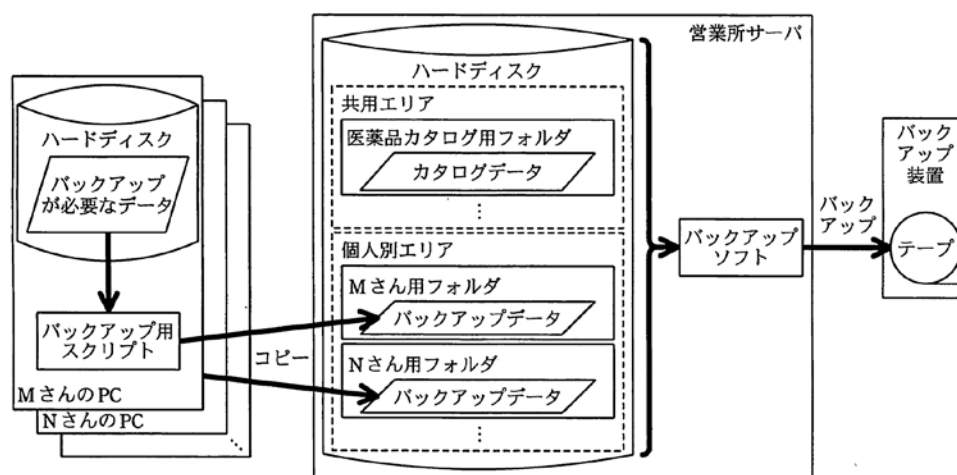 ハードディスク
バックアップ
が必要なデータ
バックアップ用
スクリプト
MさんのPC
NさんのPC
⋱
コピー
営業所サーバ
ハードディスク
共用エリア
医薬品カタログ用フォルダ
カタログデータ
⋮
個人別エリア
Mさん用フォルダ
バックアップデータ
Nさん用フォルダ
バックアップデータ
⋮
バックアップ
ソフト
バック
アップ
バック
アップ
装置
テープ